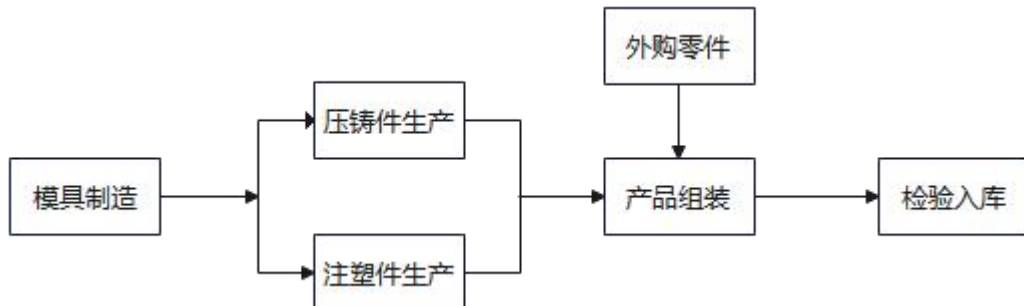 外购零件
压铸件生产
模具制造
产品组装
检验入库
注塑件生产